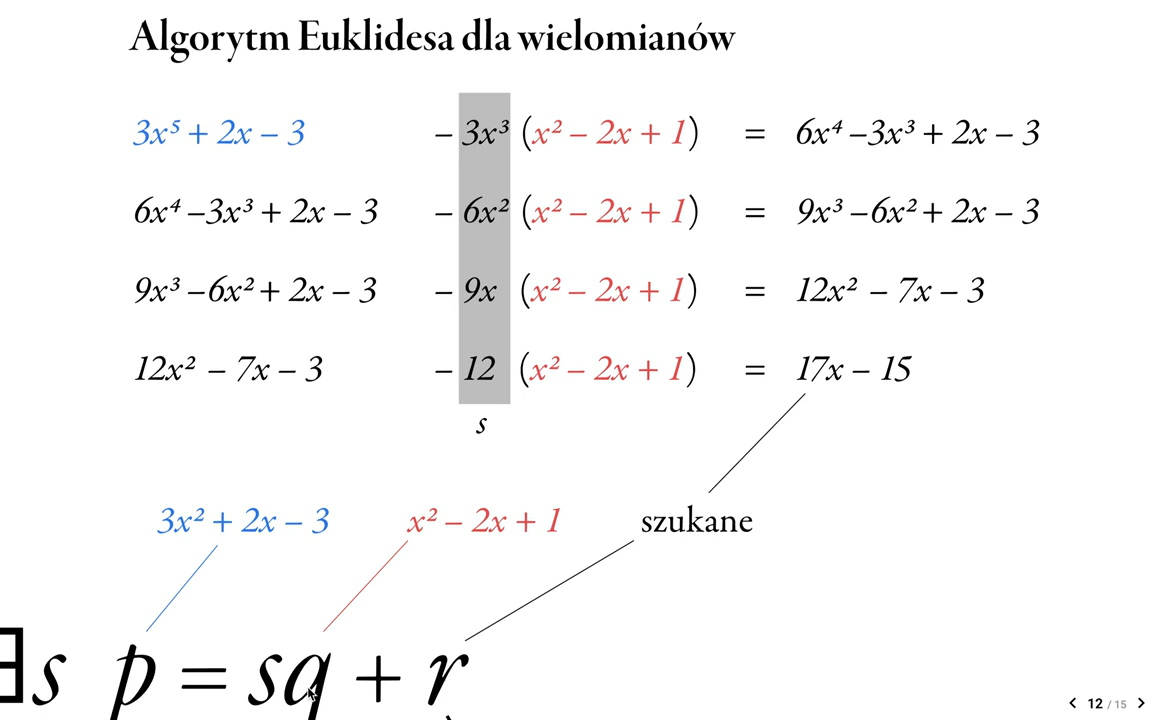 Algorytm Euklidesa dla wielomianów
3x⁵ + 2x – 3 – 3x³ (x² – 2x + 1) = 6x⁴ –3x³ + 2x – 3
6x⁴ –3x³ + 2x – 3 – 6x² (x² – 2x + 1) = 9x³ –6x² + 2x – 3
9x³ –6x² + 2x – 3 – 9x (x² – 2x + 1) = 12x² – 7x – 3
12x² – 7x – 3 – 12 (x² – 2x + 1) = 17x – 15
s
3x² + 2x – 3 x² – 2x + 1 szukane
∃s p = sq + r
12 / 15